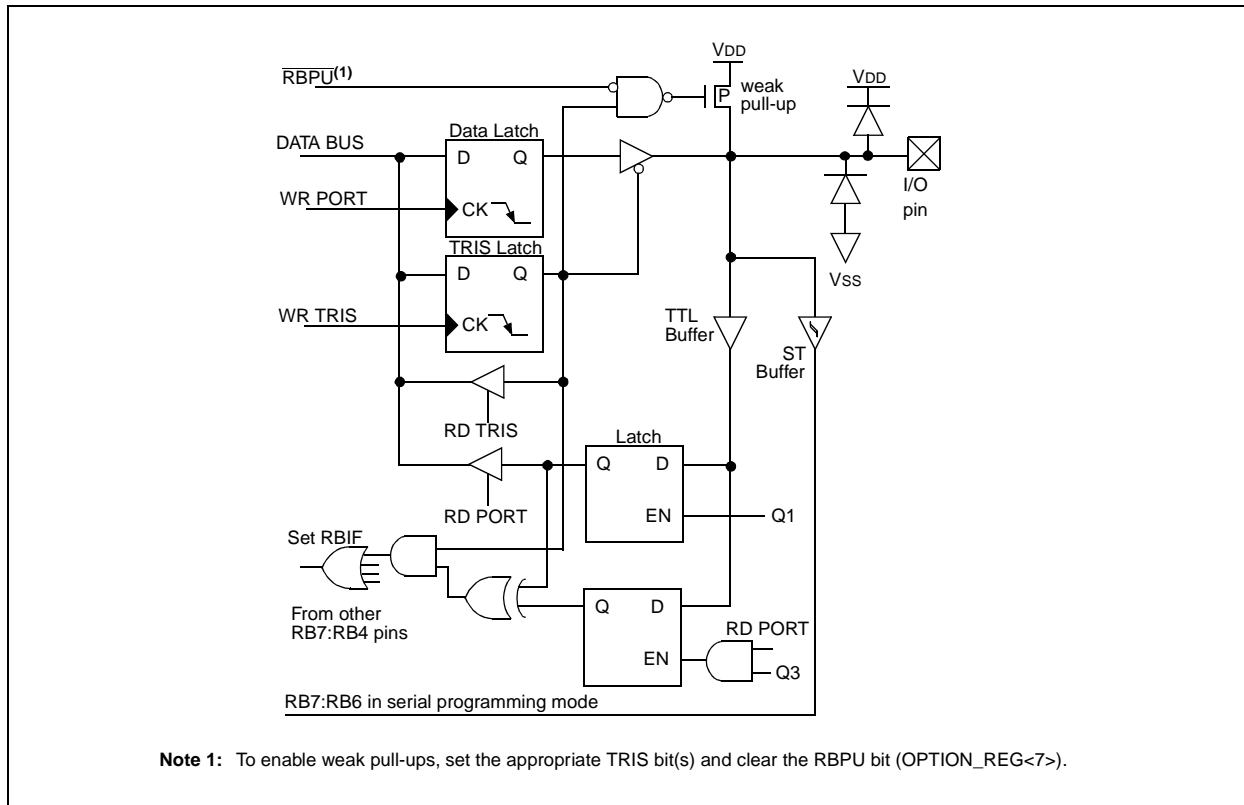 VDD
RBPU(1)
weak
pull-up
P
VDD
Data Latch
DATA BUS
D Q
I/O
pin
WR PORT
CK
TRIS Latch
D Q
VSS
WR TRIS
CK
TTL
Buffer
ST
Buffer
RD TRIS
Latch
Q D
EN
Q1
RD PORT
Set RBIF
From other
RB7:RB4 pins
Q D
RD PORT
EN
Q3
RB7:RB6 in serial programming mode
Note 1: To enable weak pull-ups, set the appropriate TRIS bit(s) and clear the RBPU bit (OPTION_REG<7>).